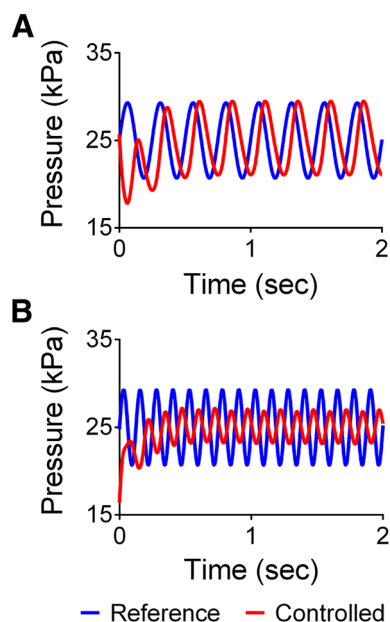 A
35
25
15
Pressure (kPa)
0
1
2
Time (sec)
B
35
25
15
Pressure (kPa)
0
1
2
Time (sec)
Reference
Controlled